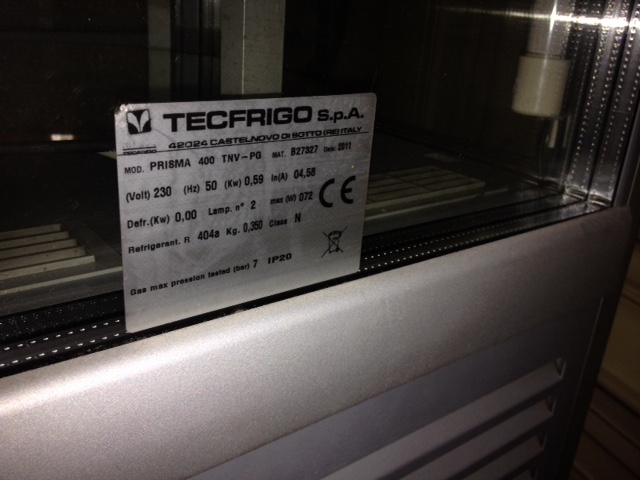 TECFRIGO S.p.A.
42024 CASTELNOVO DI SOTTO (RE) ITALY
MOD. PRISMA 400 TNV-PG MAT. B27327 Date: 2011
(Volt) 230 (Hz) 50 (Kw) 0,59 In(A) 04,58
Defr.(Kw) 0,00 Lamp. n° 2 max (W) 072 CE
Refrigerant. R 404a Kg. 0,350 Class N
Gas max pression tested (bar) 7 IP20